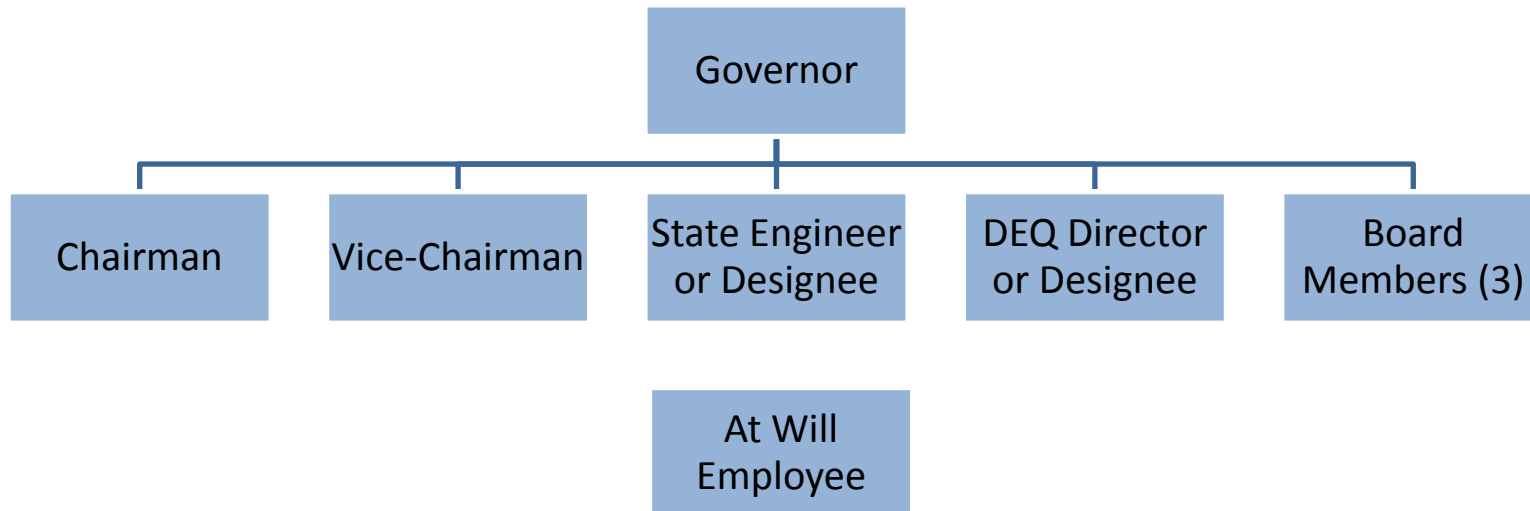 Governor
Chairman
Vice-Chairman
State Engineer
or Designee
DEQ Director
or Designee
Board
Members (3)
At Will
Employee